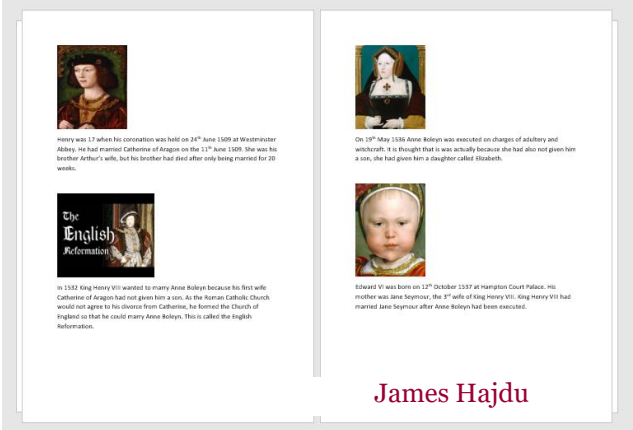 Henry was 17 when his coronation was held on 24th June 1509 at Westminster
Abbey. He had married Catherine of Aragon on the 11th June 1509. She was his
brother Arthur's wife, but his brother had died after only being married for 20
weeks.
The
English
Reformation
In 1532 King Henry VIII wanted to marry Anne Boleyn because his first wife
Catherine of Aragon had not given him a son. As the Roman Catholic Church
would not agree to his divorce from Catherine, he formed the Church of
England so that he could marry Anne Boleyn. This is called the English
Reformation.
On 19th May 1536 Anne Boleyn was executed on charges of adultery and
witchcraft. It is thought that is was actually because she had also not given him
a son, she had given him a daughter called Elizabeth.
Edward VI was born on 12th October 1537 at Hampton Court Palace. His
mother was Jane Seymour, the 3rd wife of King Henry VIII. King Henry VIII had
married Jane Seymour after Anne Boleyn had been executed.
James Hajdu